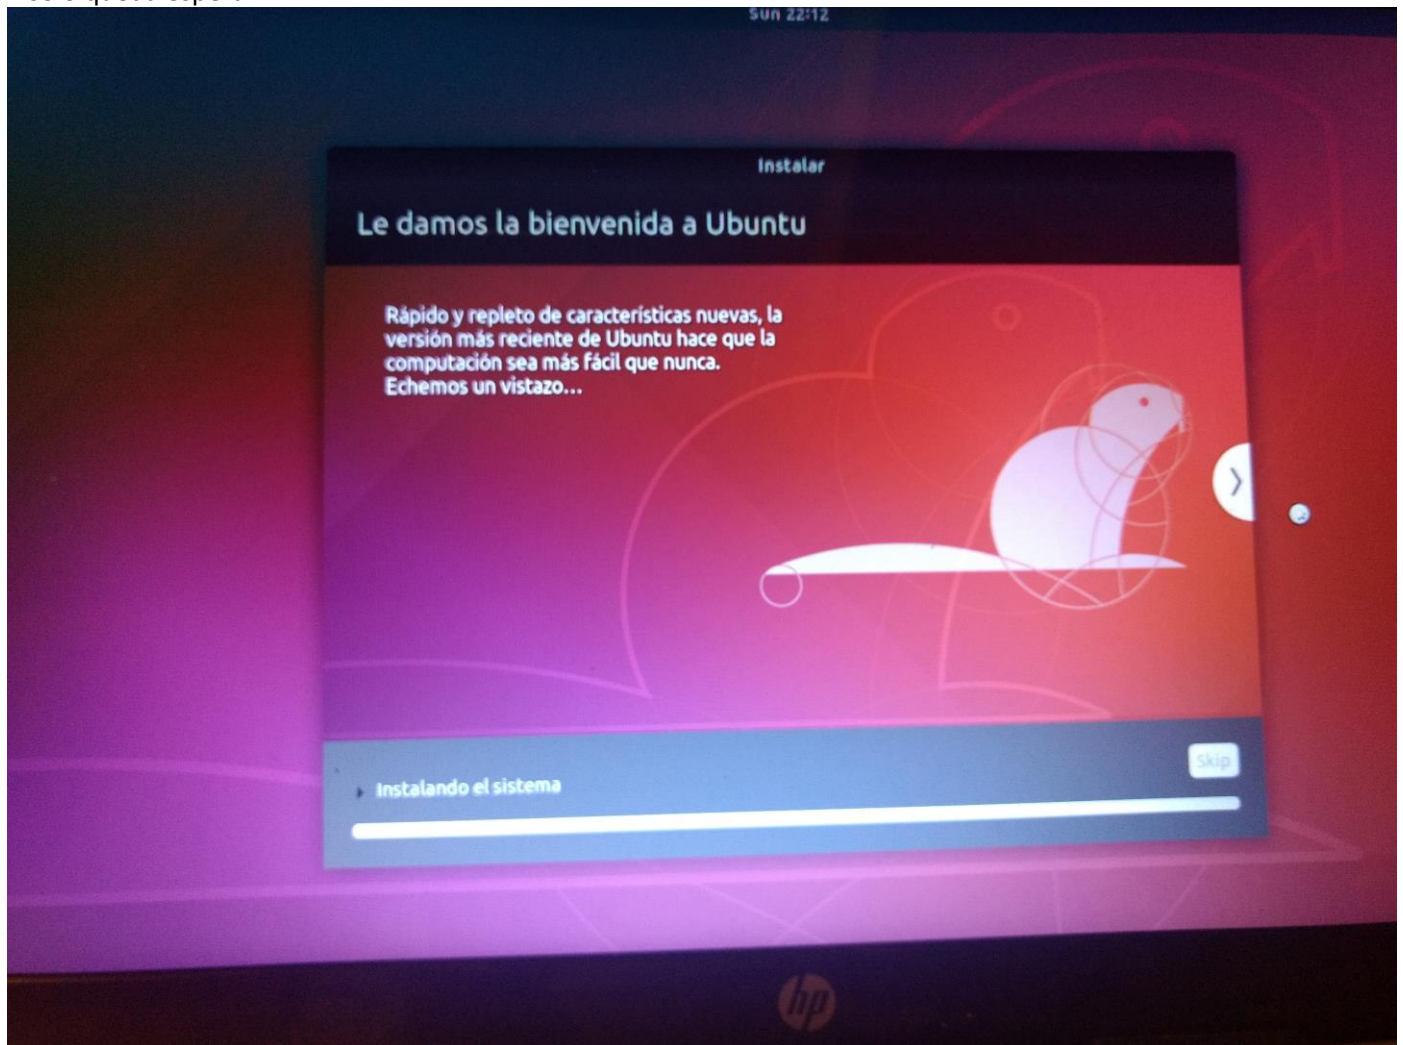 Sun 22:12
Instalar
Le damos la bienvenida a Ubuntu
Rápido y repleto de características nuevas, la
versión más reciente de Ubuntu hace que la
computación sea más fácil que nunca.
Echemos un vistazo...
Skip
Instalando el sistema
hp